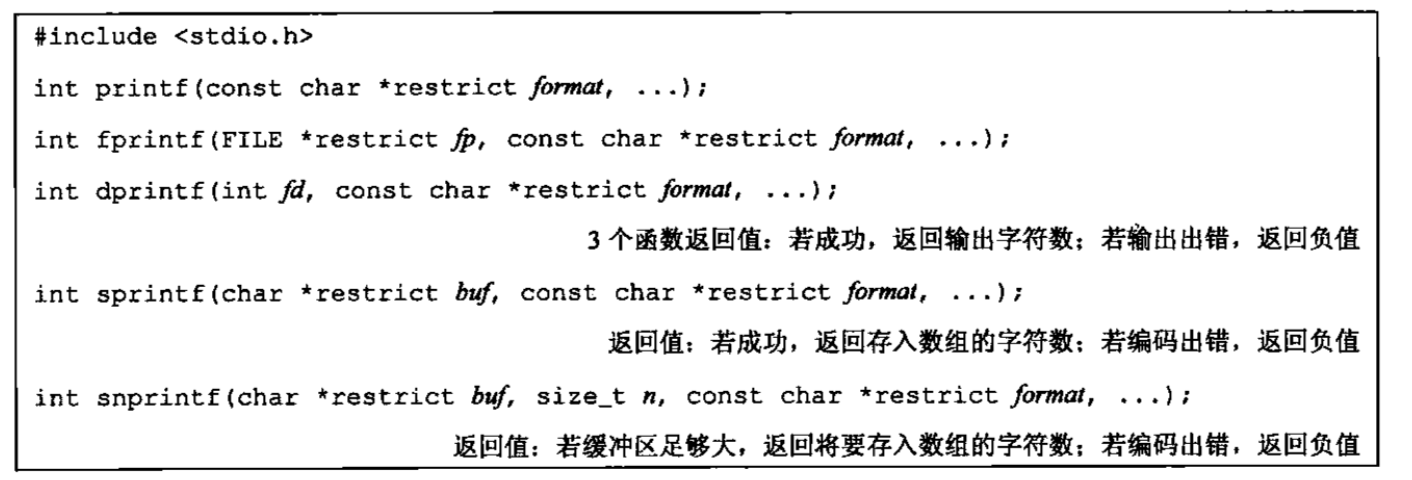 #include <stdio.h>
int printf(const char *restrict format, ...);
int fprintf(FILE *restrict fp, const char *restrict format, ...);
int dprintf(int fd, const char *restrict format, ...);
3 个函数返回值：若成功，返回输出字符数；若输出出错，返回负值
int sprintf(char *restrict buf, const char *restrict format, ...);
返回值：若成功，返回存入数组的字符数；若编码出错，返回负值
int snprintf(char *restrict buf, size_t n, const char *restrict format, ...);
返回值：若缓冲区足够大，返回将要存入数组的字符数；若编码出错，返回负值